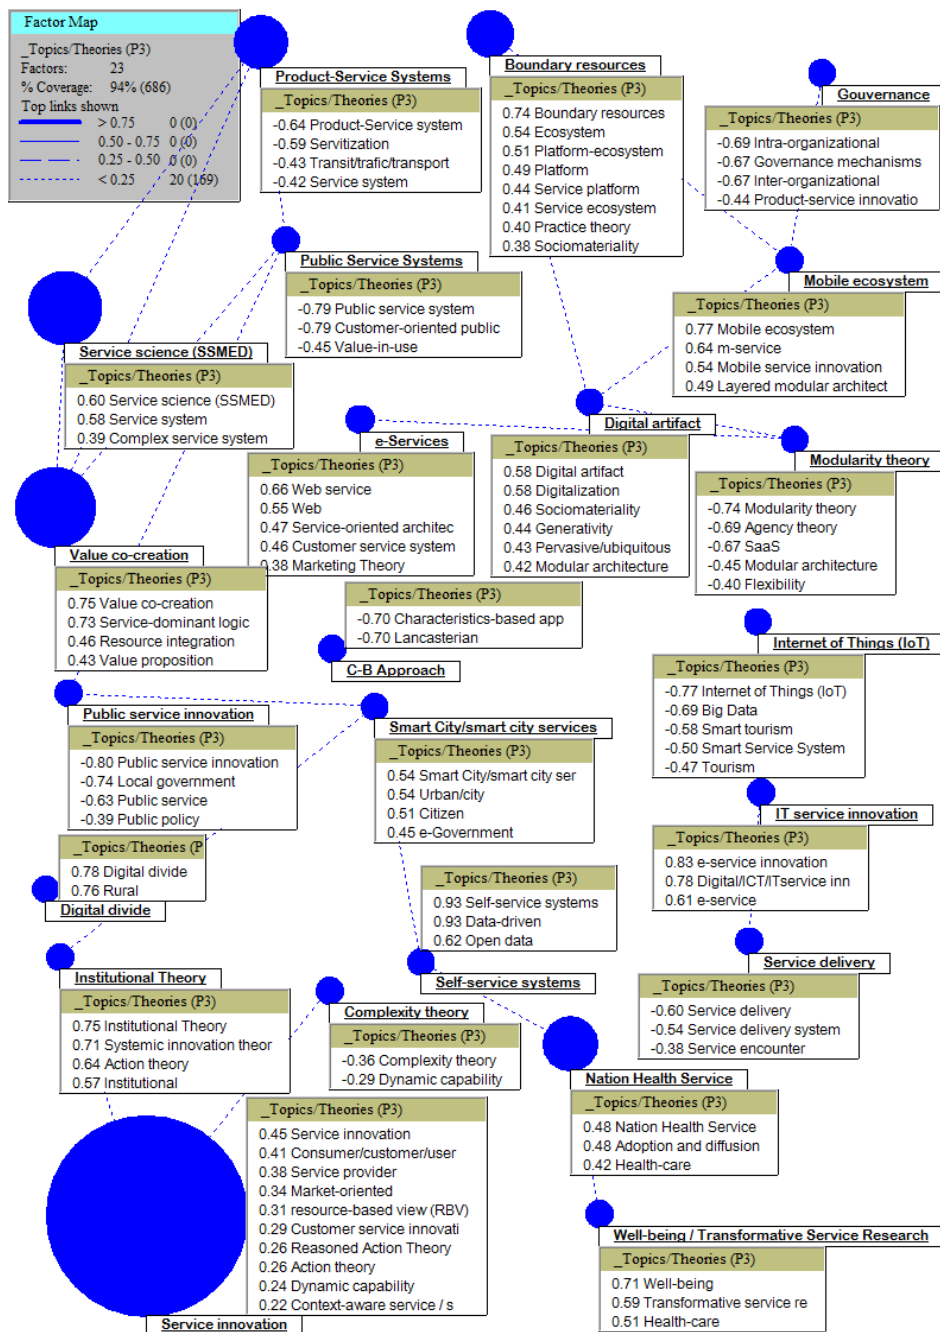 Factor Map
_Topics/Theories (P3)
Factors: 23
% Coverage: 94% (686)
Top links shown
> 0.75 0 (0)
0.50 - 0.75 0 (0)
0.25 - 0.50 0 (0)
< 0.25 20 (169)
Product-Service Systems
_Topics/Theories (P3)
-0.64 Product-Service system
-0.59 Servitization
-0.43 Transit/trafic/transport
-0.42 Service system
Boundary resources
_Topics/Theories (P3)
0.74 Boundary resources
0.54 Ecosystem
0.51 Platform-ecosystem
0.49 Platform
0.44 Service platform
0.41 Service ecosystem
0.40 Practice theory
0.38 Sociomateriality
Gouvernance
_Topics/Theories (P3)
-0.69 Intra-organizational
-0.67 Governance mechanisms
-0.67 Inter-organizational
-0.44 Product-service innovatio
Public Service Systems
_Topics/Theories (P3)
-0.79 Public service system
-0.79 Customer-oriented public
-0.45 Value-in-use
Mobile ecosystem
_Topics/Theories (P3)
0.77 Mobile ecosystem
0.64 m-service
0.54 Mobile service innovation
0.49 Layered modular architect
Service science (SSMED)
_Topics/Theories (P3)
0.60 Service science (SSMED)
0.58 Service system
0.39 Complex service system
e-Services
_Topics/Theories (P3)
0.66 Web service
0.55 Web
0.47 Service-oriented architec
0.46 Customer service system
0.38 Marketing Theory
Digital artifact
_Topics/Theories (P3)
0.58 Digital artifact
0.58 Digitalization
0.46 Sociomateriality
0.44 Generativity
0.43 Pervasive/ubiquitous
0.42 Modular architecture
Modularity theory
_Topics/Theories (P3)
-0.74 Modularity theory
-0.69 Agency theory
-0.67 SaaS
-0.45 Modular architecture
-0.40 Flexibility
Value co-creation
_Topics/Theories (P3)
0.75 Value co-creation
0.73 Service-dominant logic
0.46 Resource integration
0.43 Value proposition
_Topics/Theories (P3)
-0.70 Characteristics-based app
-0.70 Lancasterian
C-B Approach
Internet of Things (IoT)
_Topics/Theories (P3)
-0.77 Internet of Things (IoT)
-0.69 Big Data
-0.58 Smart tourism
-0.50 Smart Service System
-0.47 Tourism
Public service innovation
_Topics/Theories (P3)
-0.80 Public service innovation
-0.74 Local government
-0.63 Public service
-0.39 Public policy
Smart City/smart city services
_Topics/Theories (P3)
0.54 Smart City/smart city ser
0.54 Urban/city
0.51 Citizen
0.45 e-Government
IT service innovation
_Topics/Theories (P3)
0.83 e-service innovation
0.78 Digital/ICT/ITservice inn
0.61 e-service
_Topics/Theories (P
0.78 Digital divide
0.76 Rural
Digital divide
_Topics/Theories (P3)
0.93 Self-service systems
0.93 Data-driven
0.62 Open data
Self-service systems
Service delivery
_Topics/Theories (P3)
-0.60 Service delivery
-0.54 Service delivery system
-0.38 Service encounter
Institutional Theory
_Topics/Theories (P3)
0.75 Institutional Theory
0.71 Systemic innovation theor
0.64 Action theory
0.57 Institutional
Complexity theory
_Topics/Theories (P3)
-0.36 Complexity theory
-0.29 Dynamic capability
Nation Health Service
_Topics/Theories (P3)
0.48 Nation Health Service
0.48 Adoption and diffusion
0.42 Health-care
_Topics/Theories (P3)
0.45 Service innovation
0.41 Consumer/customer/user
0.38 Service provider
0.34 Market-oriented
0.31 resource-based view (RBV)
0.29 Customer service innovati
0.26 Reasoned Action Theory
0.26 Action theory
0.24 Dynamic capability
0.22 Context-aware service / s
Service innovation
Well-being / Transformative Service Research
_Topics/Theories (P3)
0.71 Well-being
0.59 Transformative service re
0.51 Health-care